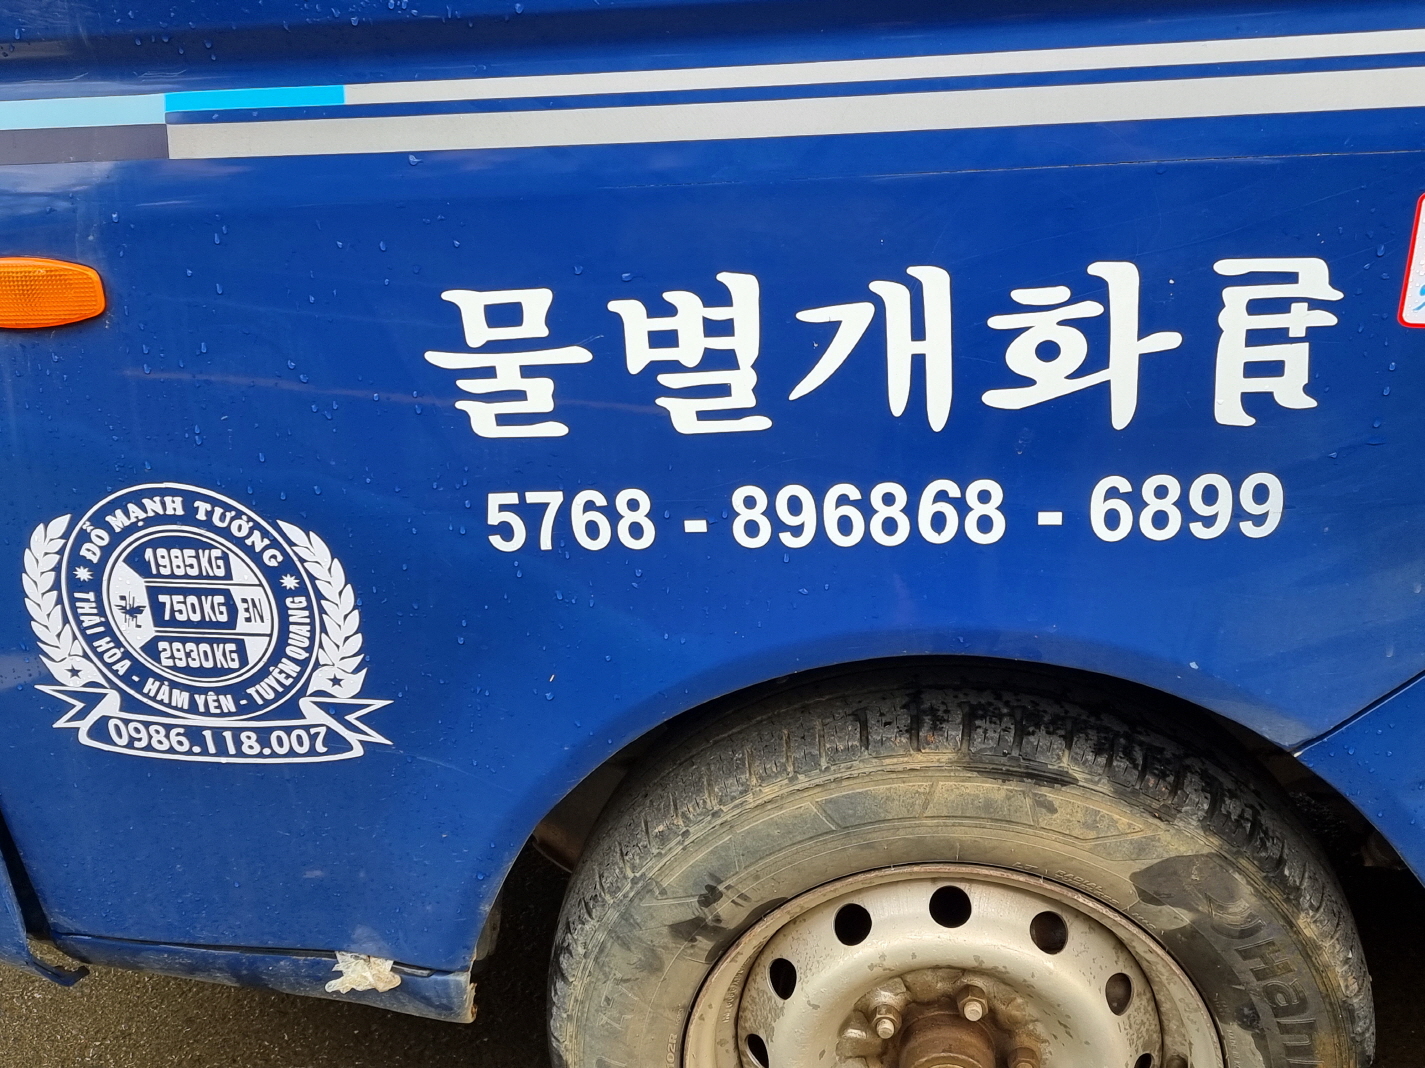 물별개화
5768 - 896868 - 6899
ĐỖ MẠNH TƯỜNG
1985KG
750KG
3N
2930KG
THÁI HÒA - HÀM YÊN - TUYÊN QUANG
0986.118.007